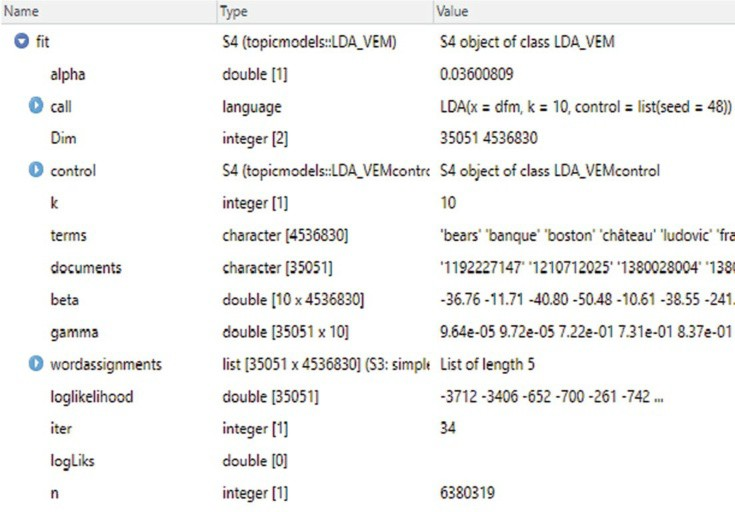 Name Type Value
fit S4 (topicmodels::LDA_VEM) S4 object of class LDA_VEM
alpha double [1] 0.03600809
call language LDA(x = dfm, k = 10, control = list(seed = 48))
Dim integer [2] 35051 4536830
control S4 (topicmodels::LDA_VEMcontrc S4 object of class LDA_VEMcontrol
k integer [1] 10
terms character [4536830] 'bears' 'banque' 'boston' 'château' 'ludovic' 'fra
documents character [35051] '1192227147' '1210712025' '1380028004' '1380
beta double [10 x 4536830] -36.76 -11.71 -40.80 -50.48 -10.61 -38.55 -241.
gamma double [35051 x 10] 9.64e-05 9.72e-05 7.22e-01 7.31e-01 8.37e-01
wordassignments list [35051 x 4536830] (S3: simple List of length 5
loglikelihood double [35051] -3712 -3406 -652 -700 -261 -742 ...
iter integer [1] 34
logLiks double [0]
n integer [1] 6380319